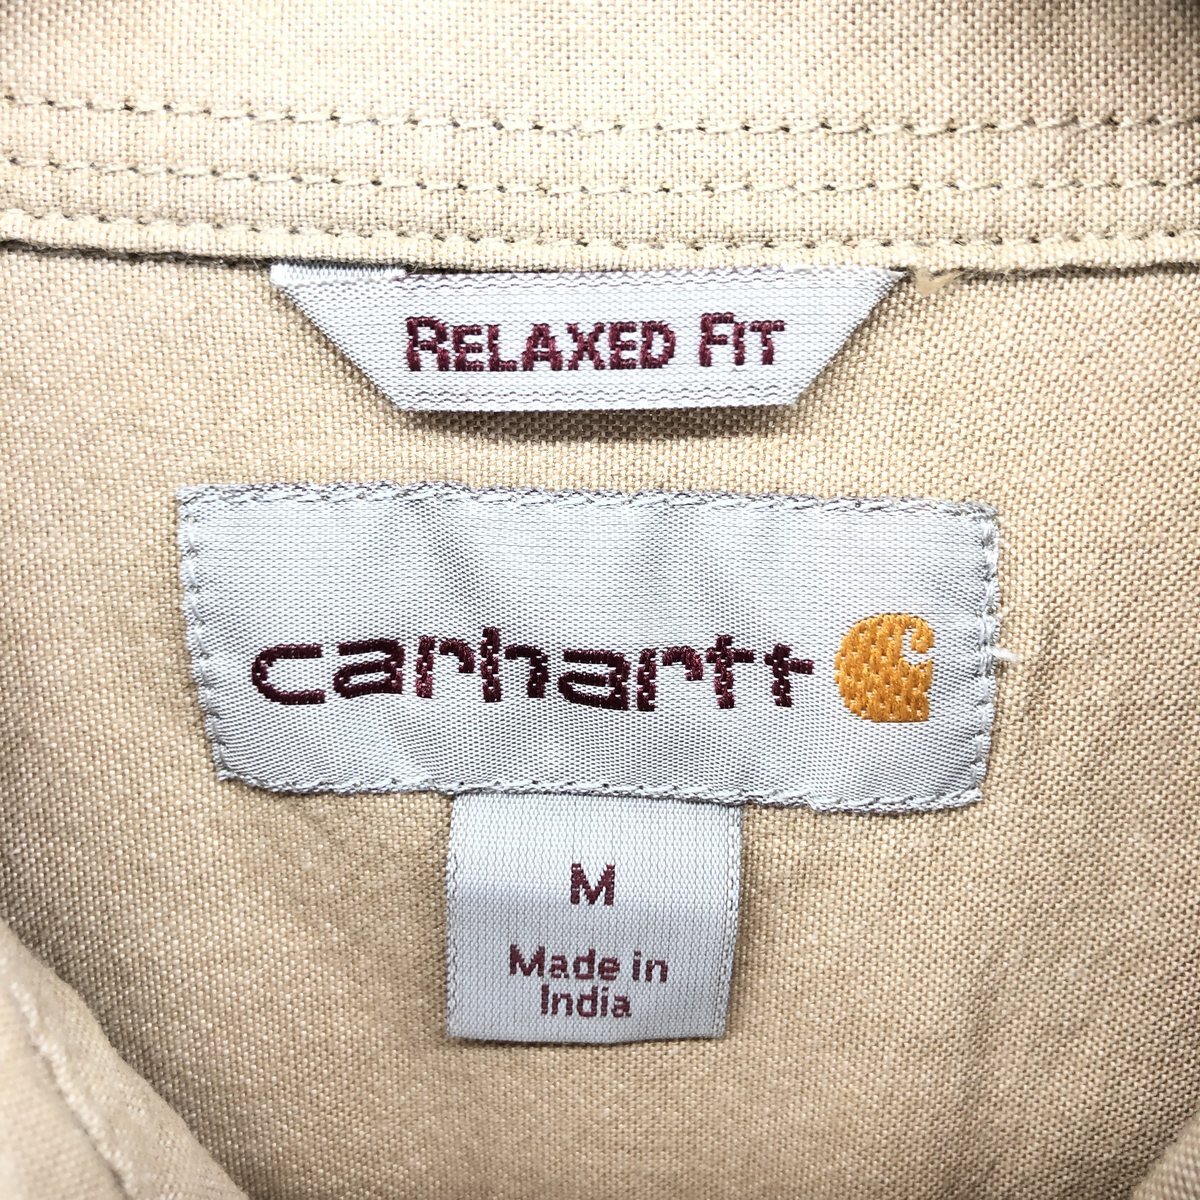 RELAXED FIT
carhartt
M
Made in
India